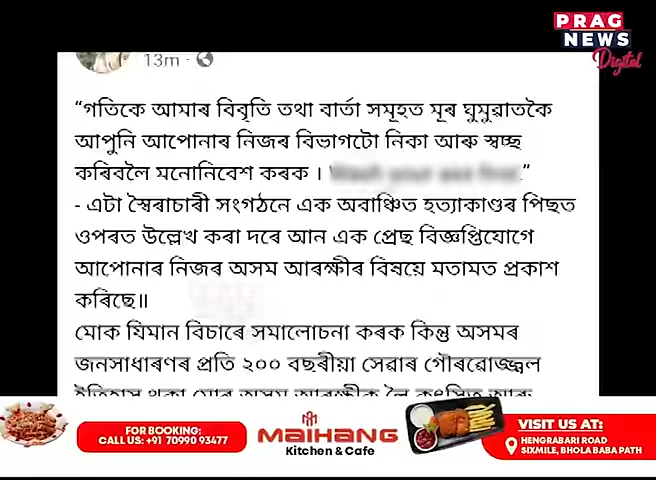 PRAG
NEWS
Digital
13m
“গতিকে আমাৰ বিবৃতি তথা বাৰ্তা সমূহত মূৰ ঘুমুৱাতকৈ
আপুনি আপোনাৰ নিজৰ বিভাগটো নিকা আৰু স্বচ্ছ
কৰিবলৈ মনোনিবেশ কৰক ।
- এটা স্বৈৰাচাৰী সংগঠনে এক অবাঞ্চিত হত্যাকাণ্ডৰ পিছত
ওপৰত উল্লেখ কৰা দৰে আন এক প্ৰেছ বিজ্ঞপ্তিযোগে
আপোনাৰ নিজৰ অসম আৰক্ষীৰ বিষয়ে মতামত প্ৰকাশ
কৰিছে॥
মোক যিমান বিচাৰে সমালোচনা কৰক কিন্তু অসমৰ
জনসাধাৰণৰ প্ৰতি ২০০ বছৰীয়া সেৱাৰ গৌৰৱোজ্জ্বল
FOR BOOKING:
CALL US: +91 70990 93477
MAIHANG
Kitchen & Cafe
VISIT US AT:
HENGRABARI ROAD
SIXMILE, BHOLA BABA PATH